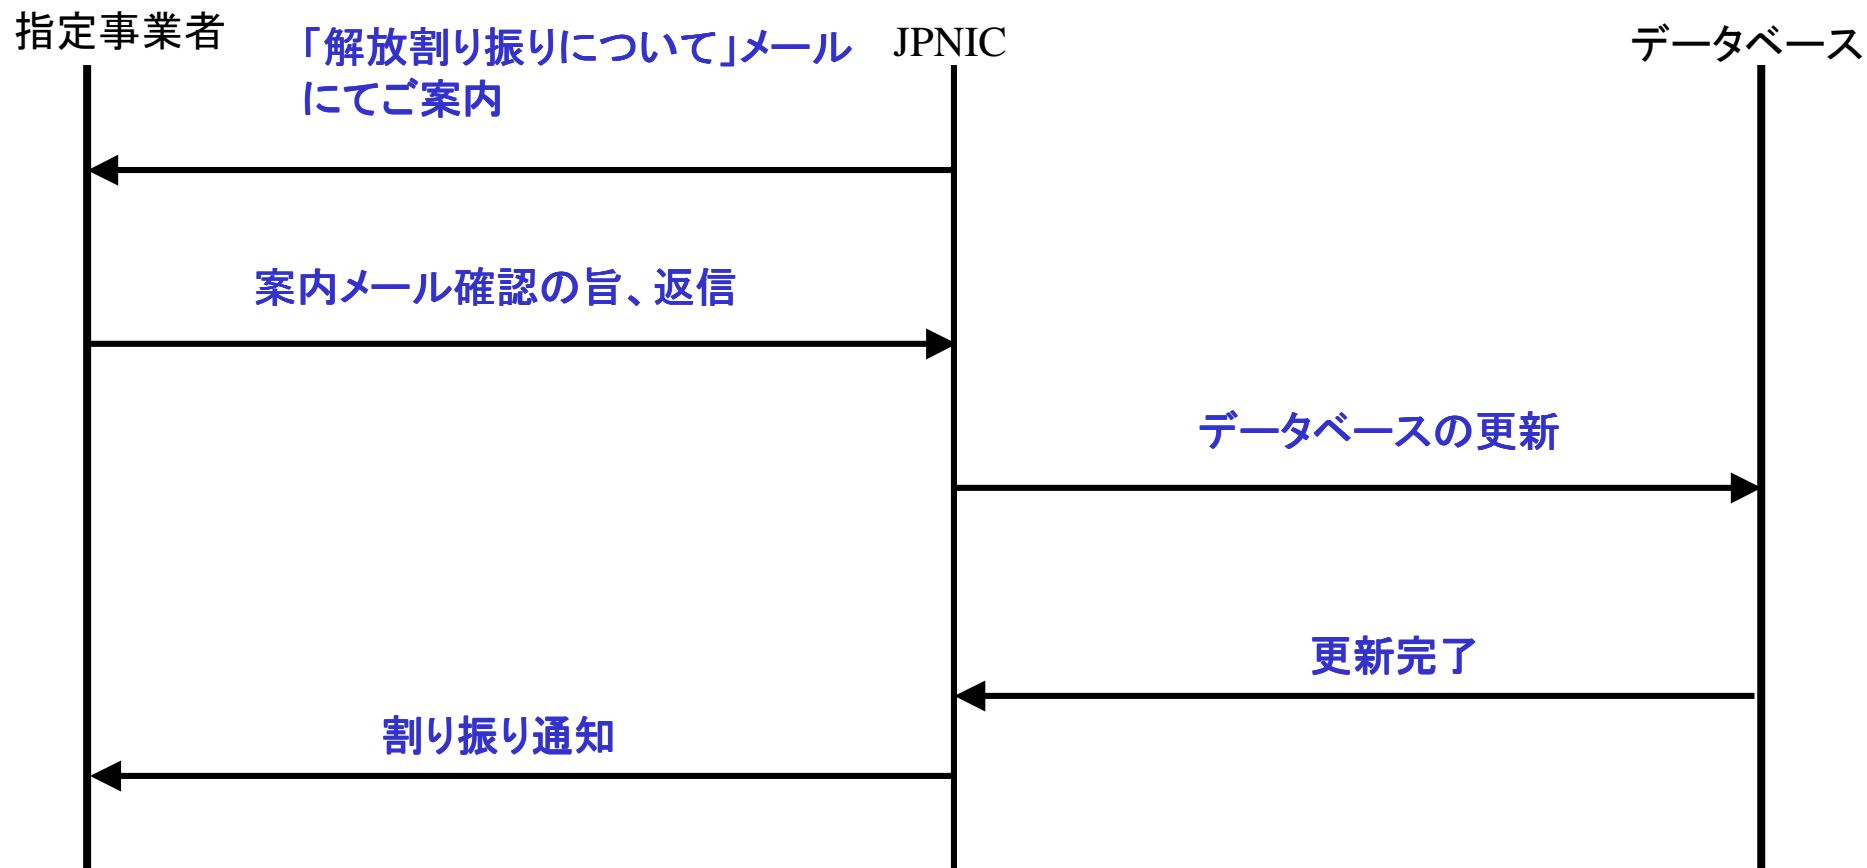 指定事業者
「解放割り振りについて」メール
にてご案内
JPNIC
データベース
案内メール確認の旨、返信
データベースの更新
更新完了
割り振り通知